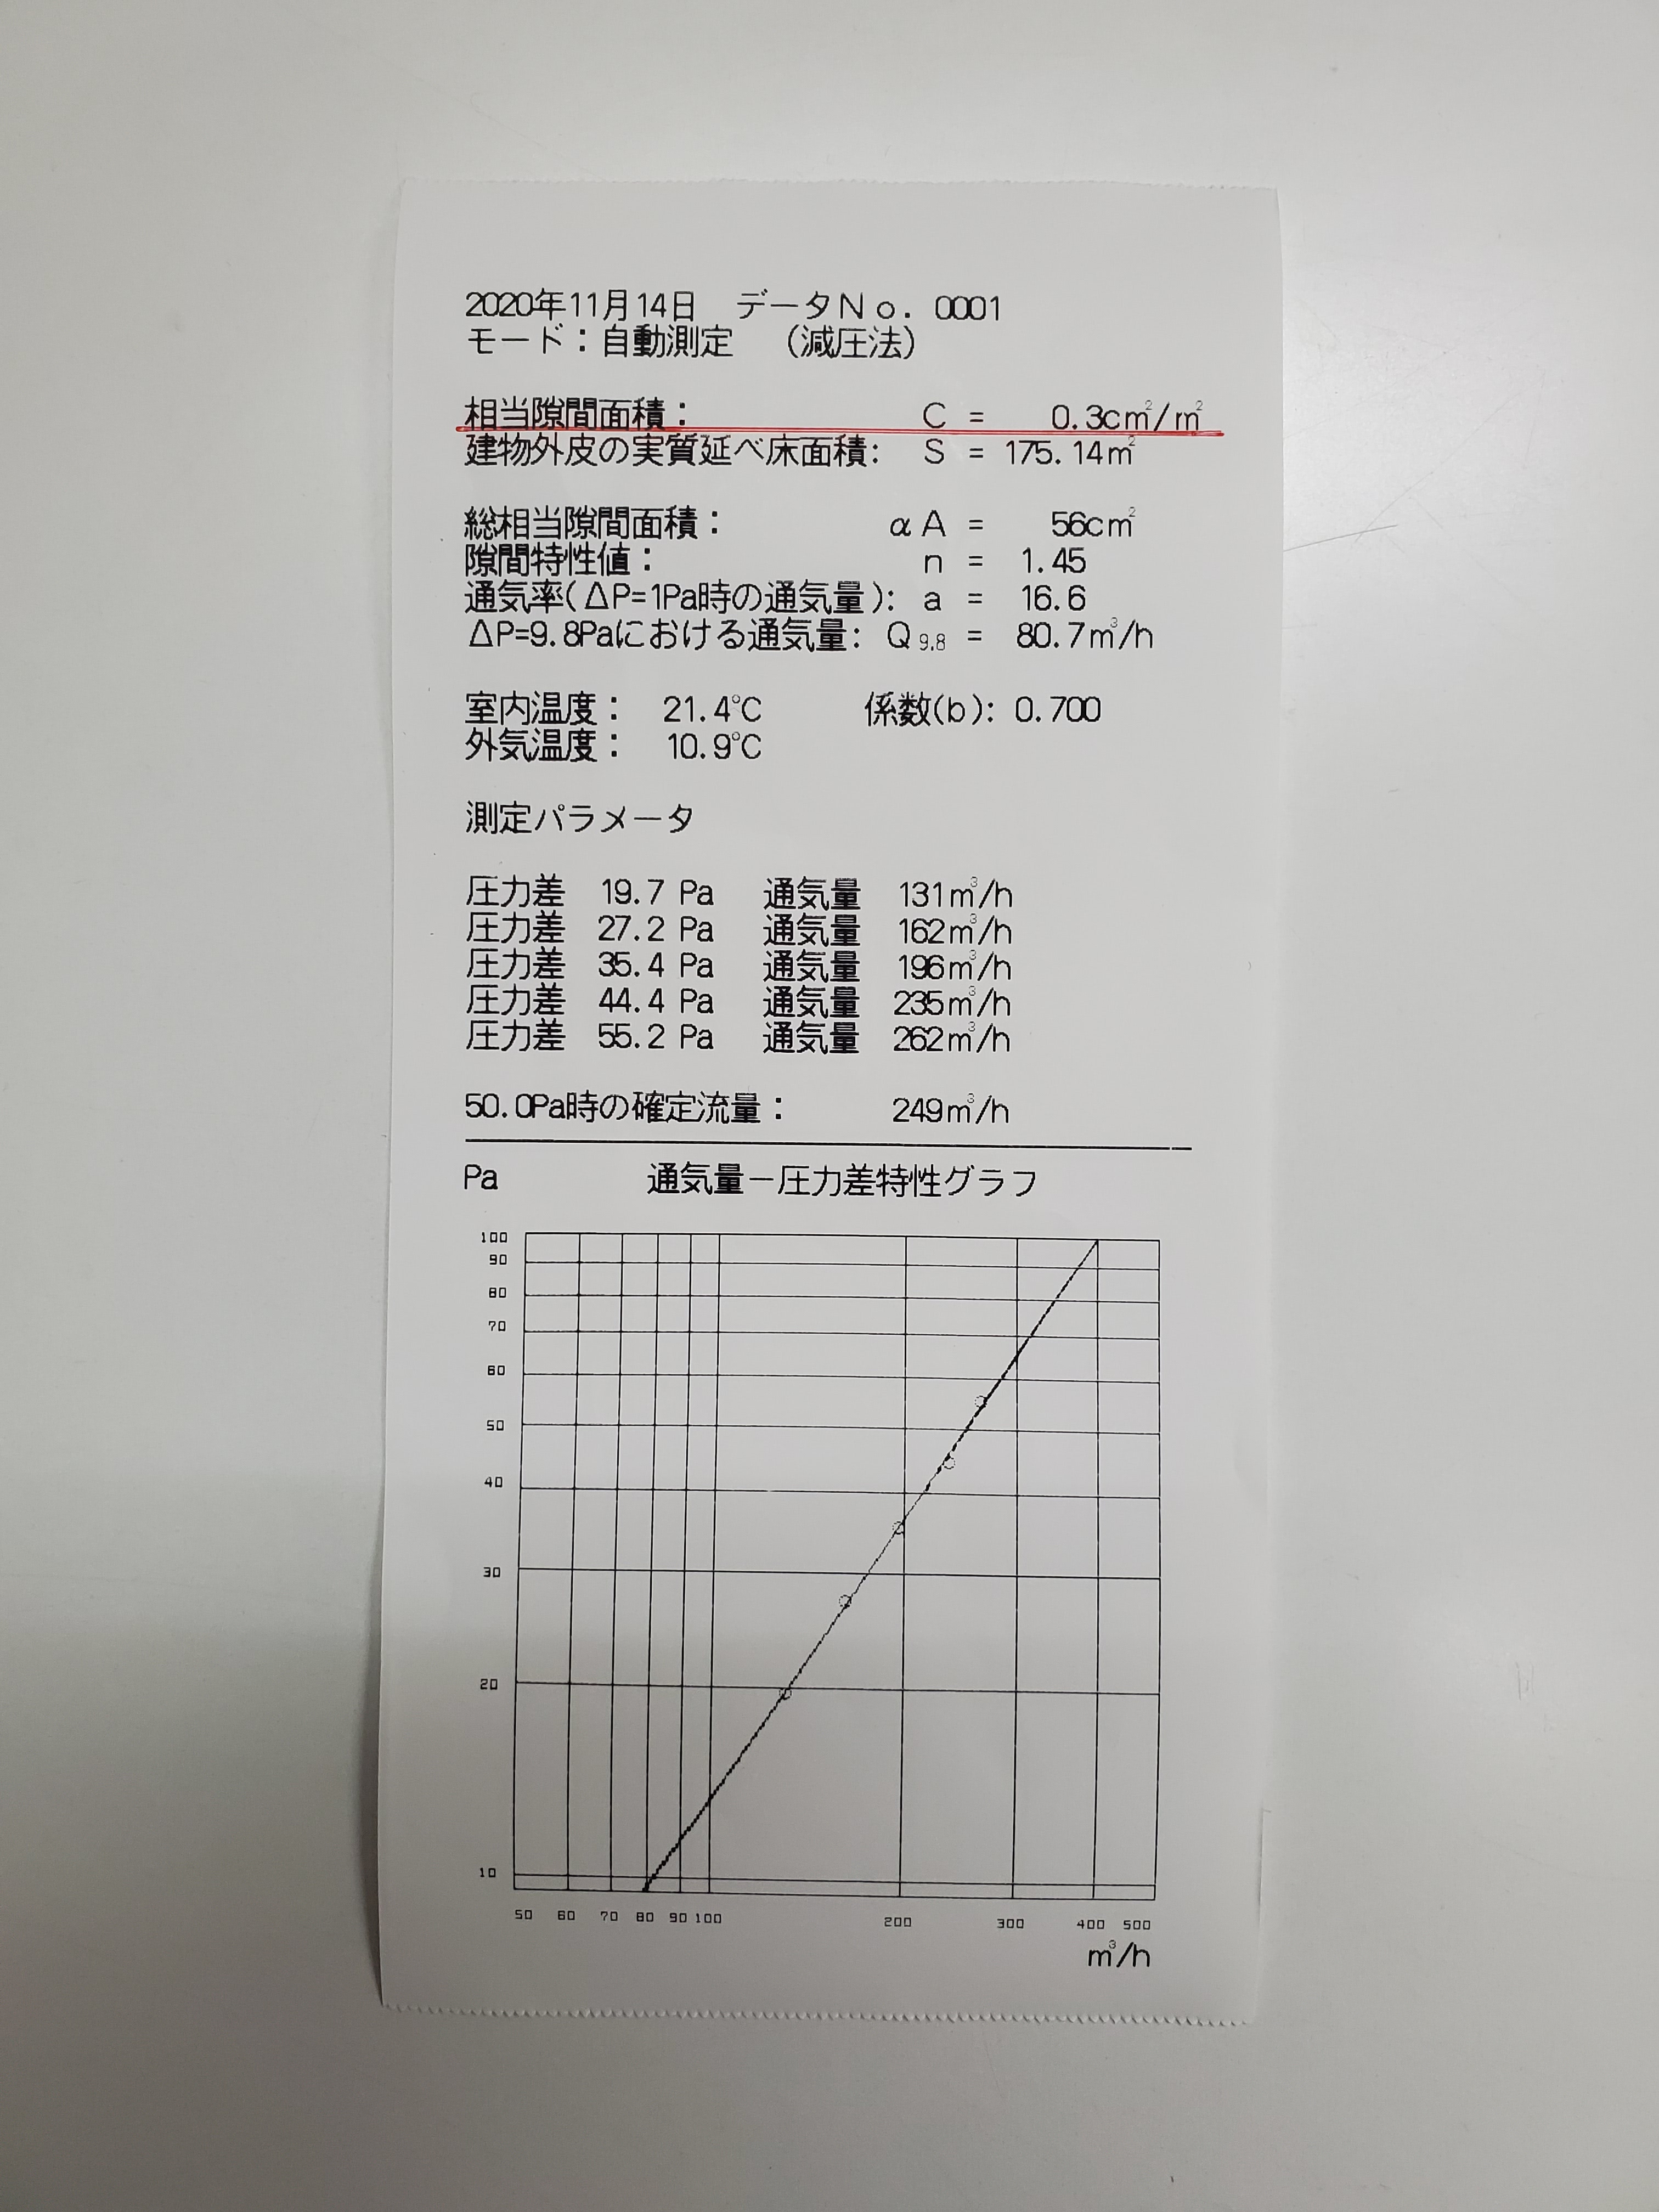 2020年11月14日　データNo. 0001
モード：自動測定　（減圧法）
相当隙間面積：　C = 0.3cm²/m²
建物外皮の実質延べ床面積：　S = 175.14m²
総相当隙間面積：　αA = 56cm²
隙間特性値：　n = 1.45
通気率(ΔP=1Pa時の通気量)：　a = 16.6
ΔP=9.8Paにおける通気量：　Q9.8 = 80.7m³/h
室内温度：　21.4℃　係数(b)：0.700
外気温度：　10.9℃
測定パラメータ
圧力差　19.7 Pa　通気量　131m³/h
圧力差　27.2 Pa　通気量　162m³/h
圧力差　35.4 Pa　通気量　196m³/h
圧力差　44.4 Pa　通気量　235m³/h
圧力差　55.2 Pa　通気量　262m³/h
50.0Pa時の確定流量：　249m³/h
Pa　通気量－圧力差特性グラフ
100
90
80
70
60
50
40
30
20
10
50 60 70 80 90 100 200 300 400 500
m³/h